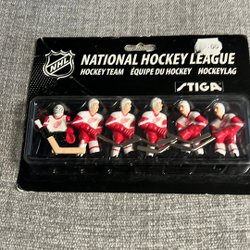 NHL
NATIONAL HOCKEY LEAGUE
HOCKEY TEAM ÉQUIPE DU HOCKEY HOCKEYLAG
STIGA